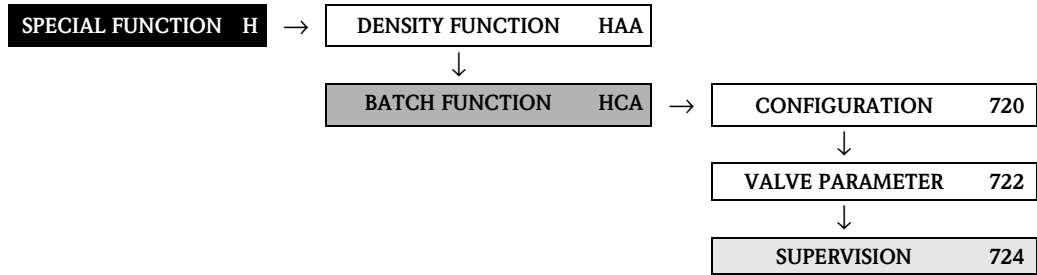 SPECIAL FUNCTION H → DENSITY FUNCTION HAA
↓
BATCH FUNCTION HCA → CONFIGURATION 720
↓
VALVE PARAMETER 722
↓
SUPERVISION 724